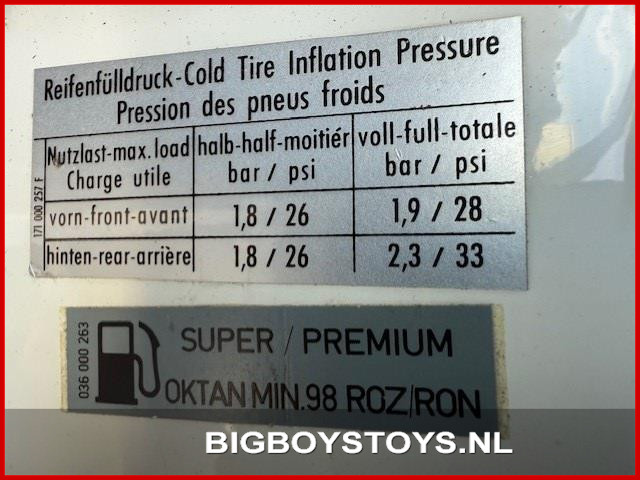 Reifenfülldruck-Cold Tire Inflation Pressure
Pression des pneus froids
Nutzlast-max.load halb-half-moitiér voll-full-totale
Charge utile bar / psi bar / psi
vorn-front-avant 1,8 / 26 1,9 / 28
hinten-rear-arrière 1,8 / 26 2,3 / 33
171 000 257 F
036 000 263
SUPER / PREMIUM
OKTAN MIN.98 ROZ/RON
BIGBOYSTOYS.NL